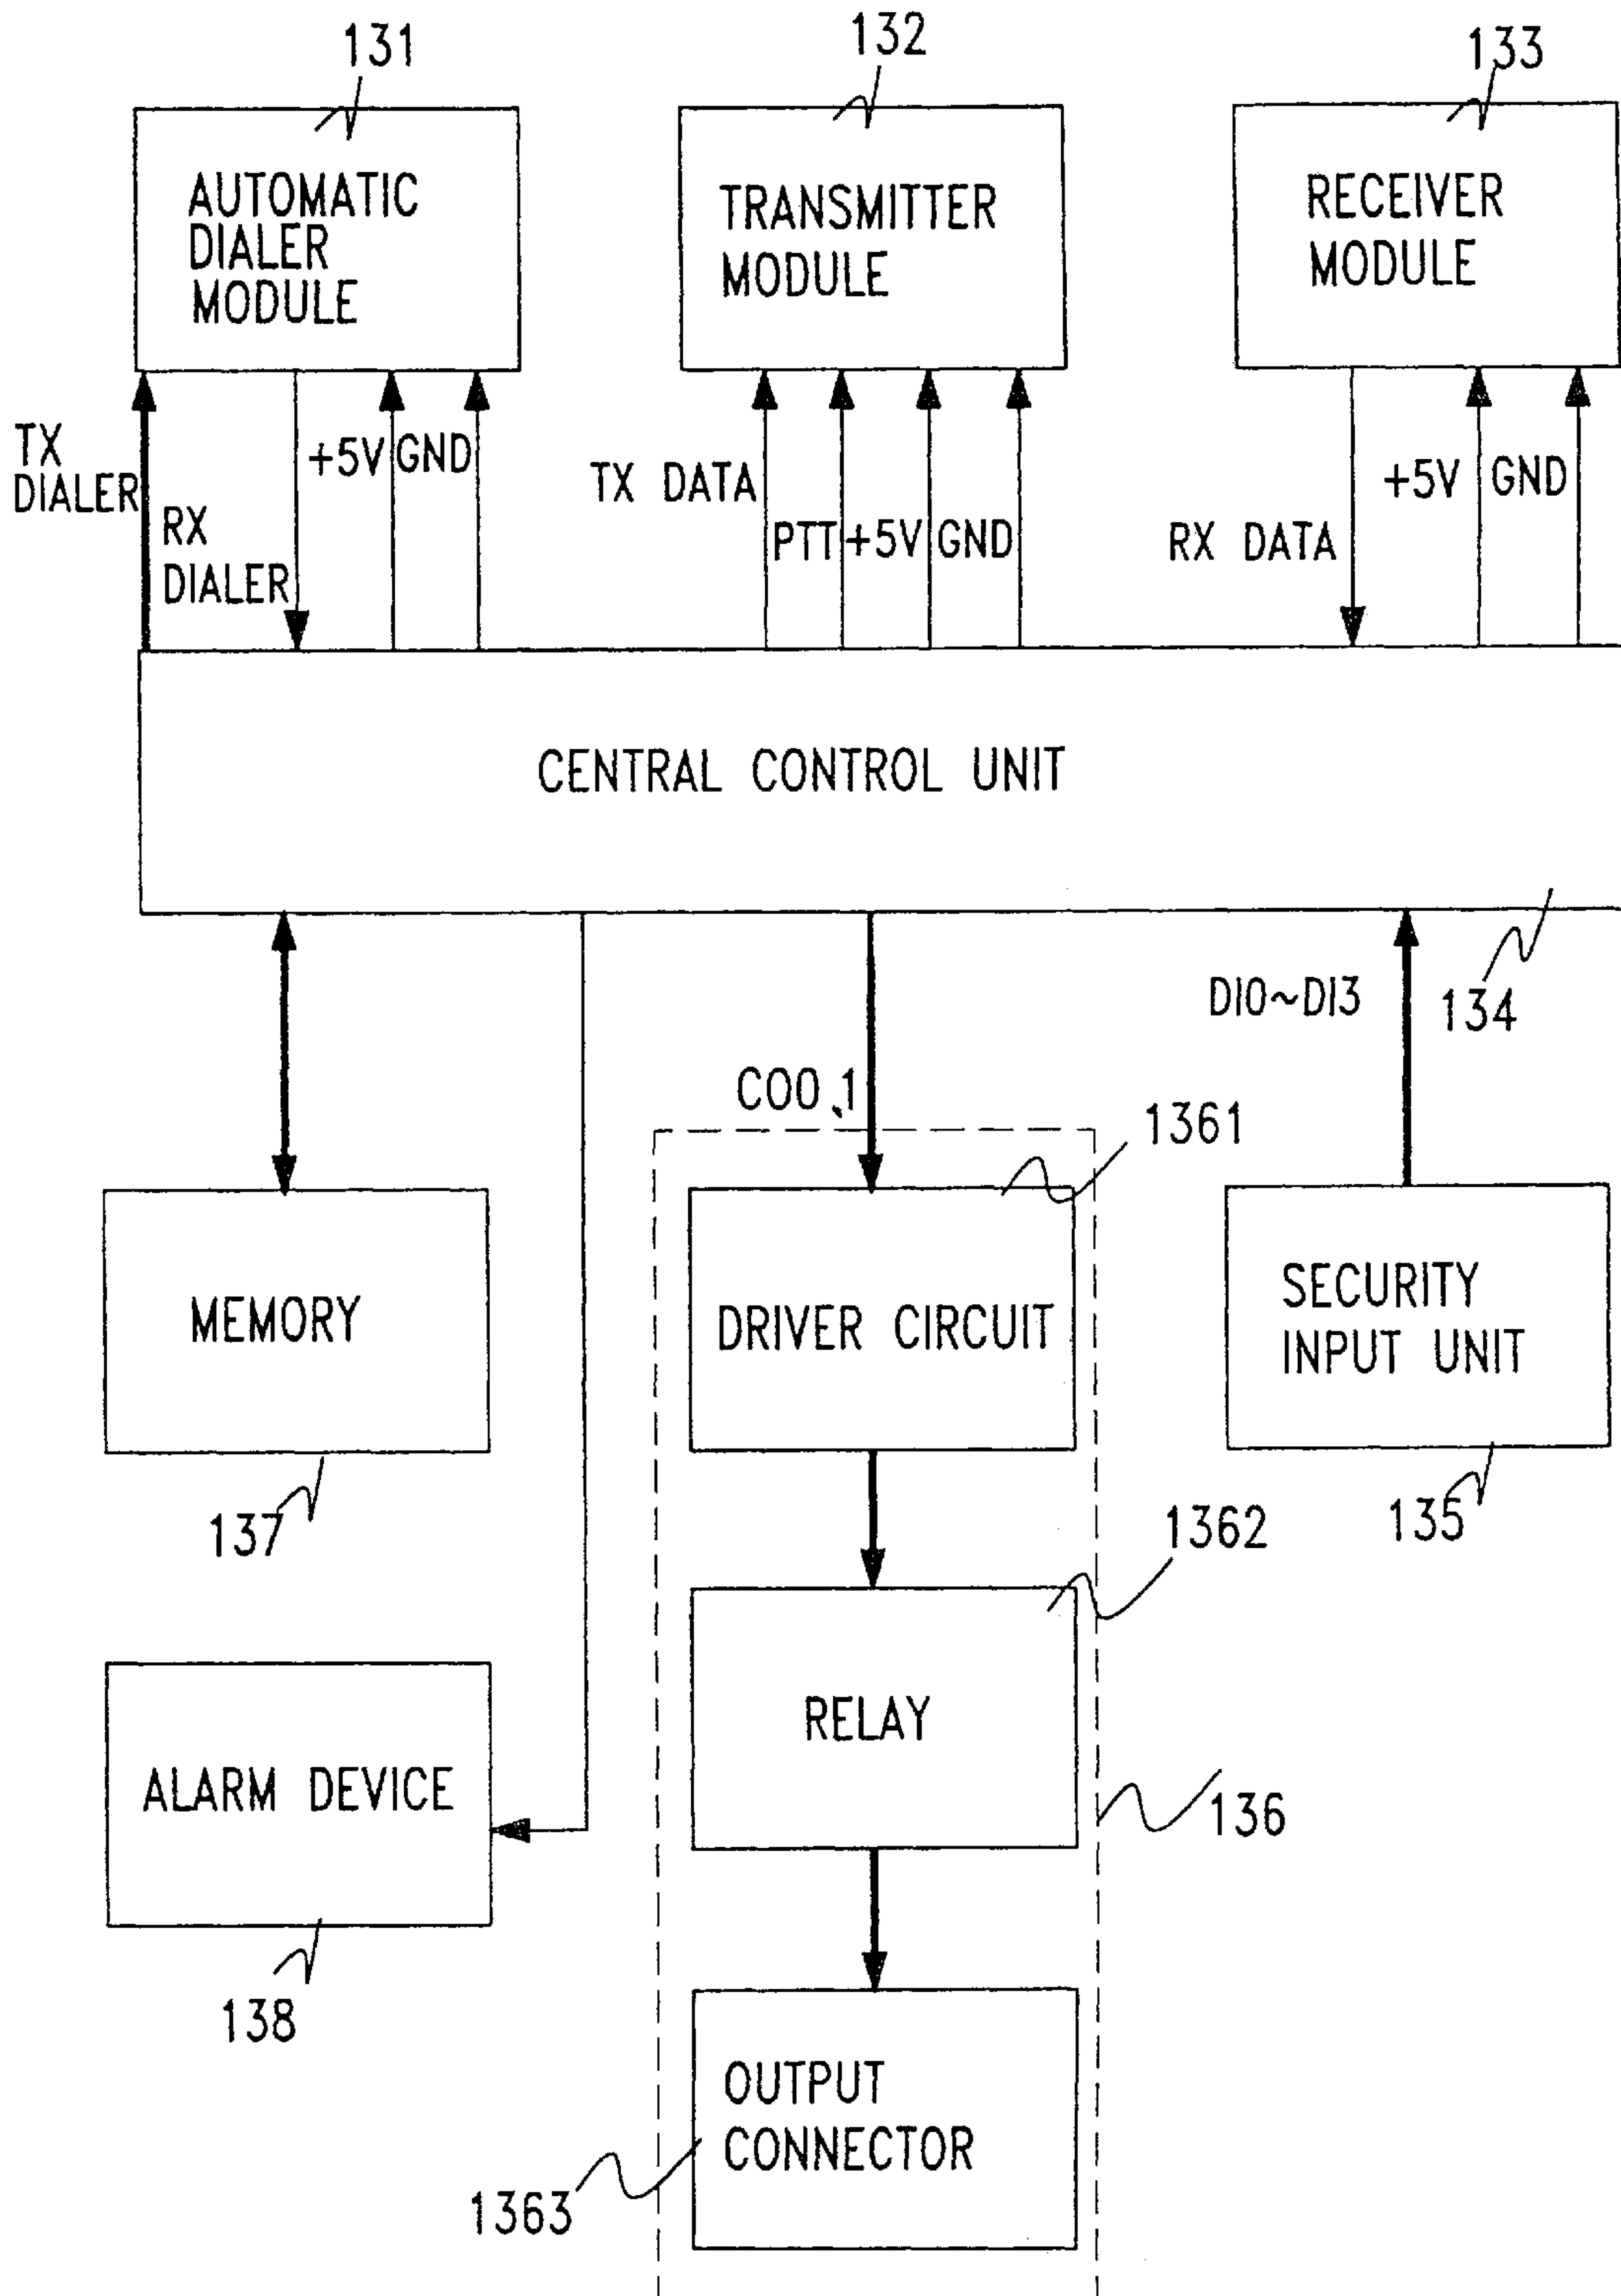 131
132
133
AUTOMATIC
DIALER
MODULE
TRANSMITTER
MODULE
RECEIVER
MODULE
TX
DIALER
RX
DIALER
+5V
GND
TX DATA
PTT
+5V
GND
RX DATA
+5V
GND
CENTRAL CONTROL UNIT
134
DI0~DI3
CO0,1
1361
MEMORY
137
DRIVER CIRCUIT
SECURITY
INPUT UNIT
135
1362
RELAY
136
ALARM DEVICE
138
OUTPUT
CONNECTOR
1363